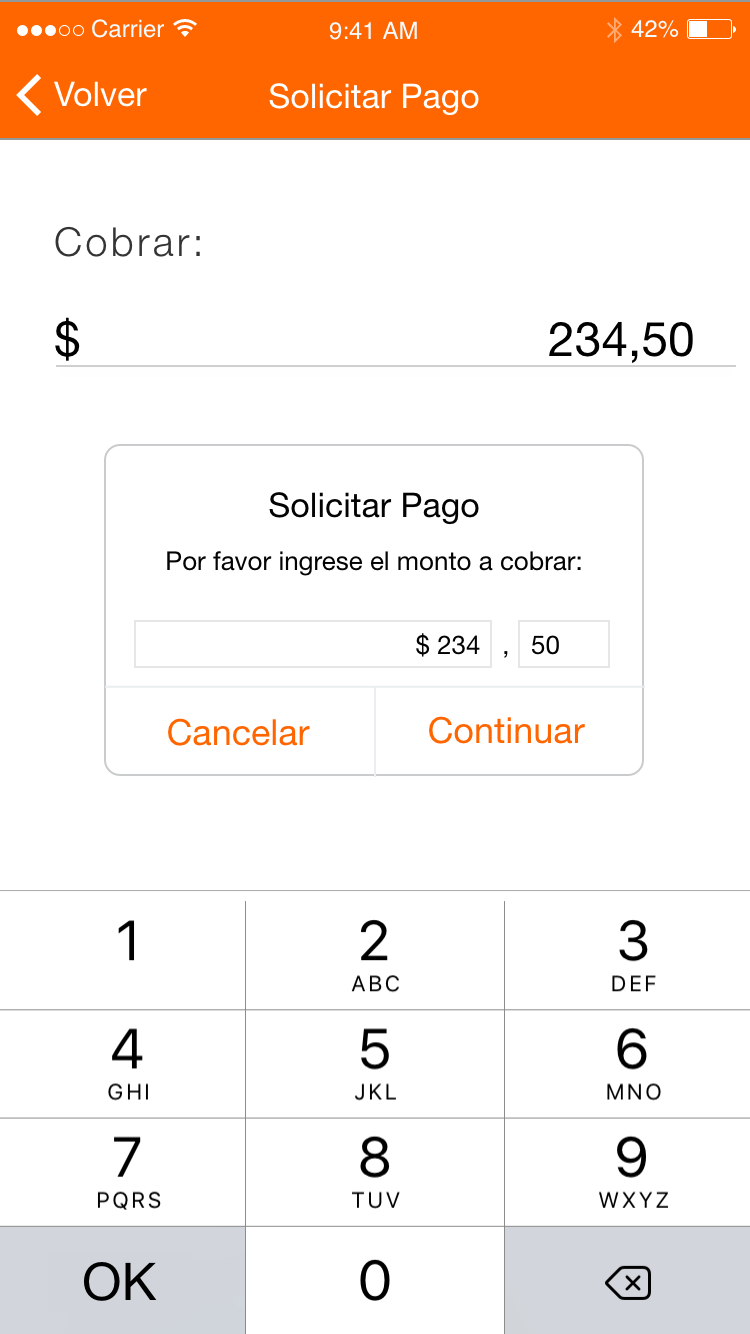 Carrier 9:41 AM 42%
Volver Solicitar Pago
Cobrar:
$ 234,50
Solicitar Pago
Por favor ingrese el monto a cobrar:
$ 234 , 50
Cancelar Continuar
1 2 3
ABC DEF
4 5 6
GHI JKL MNO
7 8 9
PQRS TUV WXYZ
OK 0